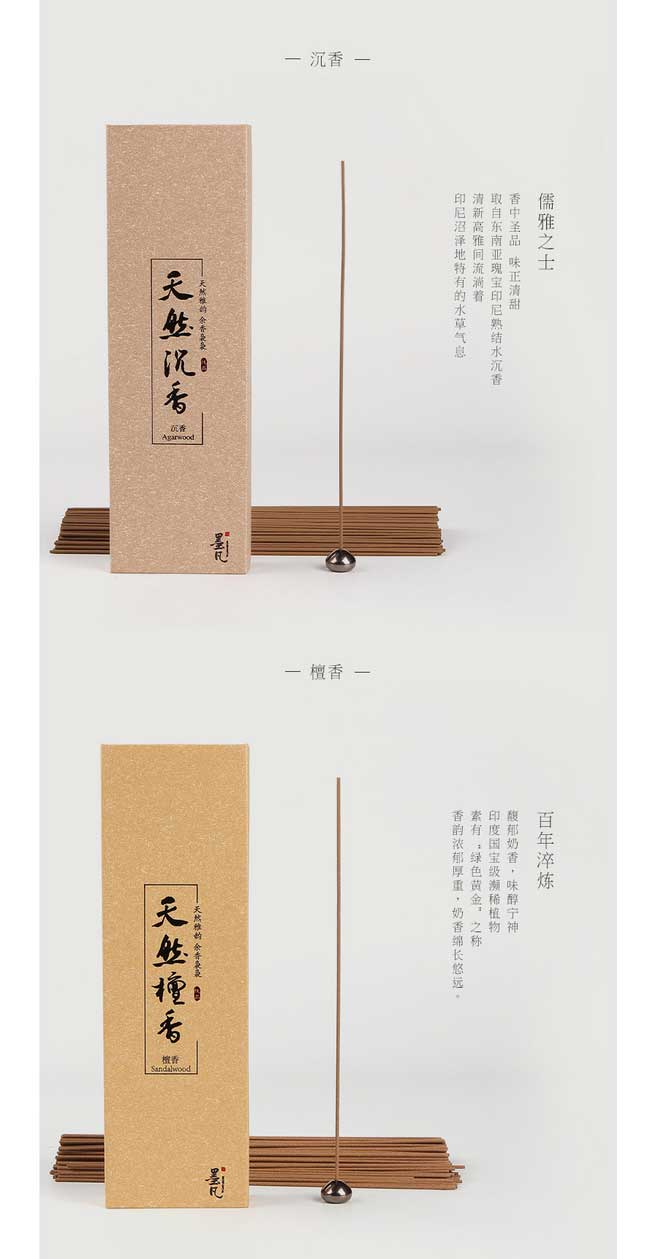 — 沉香 —
天然沉香
天然雅韵 余香袅袅
沉香
Agarwood
墨凡
儒雅之士
香中圣品 味正清甜
取自东南亚瑰宝印尼熟结水沉香
清新高雅间流淌着
印尼沼泽地特有的水草气息
— 檀香 —
天然檀香
天然雅韵 余香袅袅
檀香
Sandalwood
墨凡
百年淬炼
馥郁奶香，味醇宁神
印度国宝级濒稀植物
素有“绿色黄金”之称
香韵浓郁厚重，奶香绵长悠远。